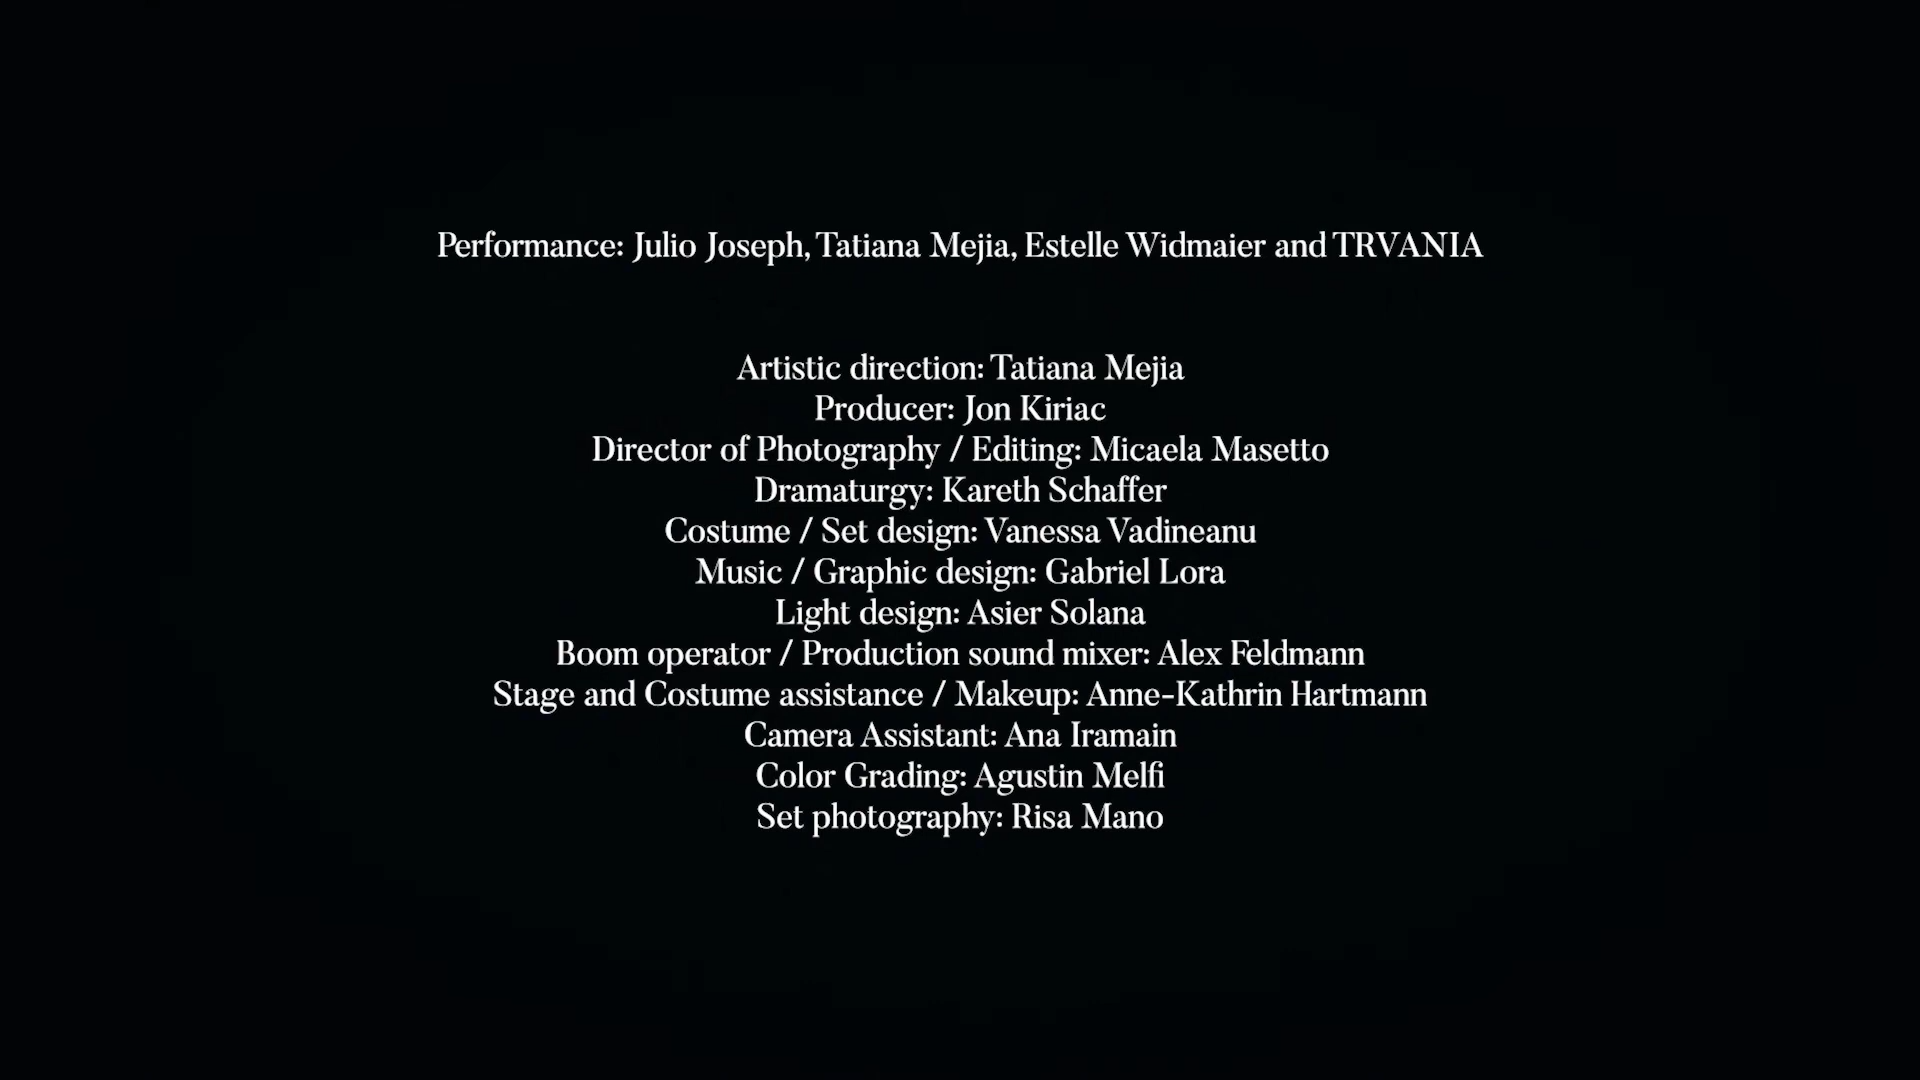 Performance: Julio Joseph, Tatiana Mejia, Estelle Widmaier and TRVANIA
Artistic direction: Tatiana Mejia
Producer: Jon Kiriac
Director of Photography / Editing: Micaela Masetto
Dramaturgy: Kareth Schaffer
Costume / Set design: Vanessa Vadineanu
Music / Graphic design: Gabriel Lora
Light design: Asier Solana
Boom operator / Production sound mixer: Alex Feldmann
Stage and Costume assistance / Makeup: Anne-Kathrin Hartmann
Camera Assistant: Ana Iramain
Color Grading: Agustin Melfi
Set photography: Risa Mano